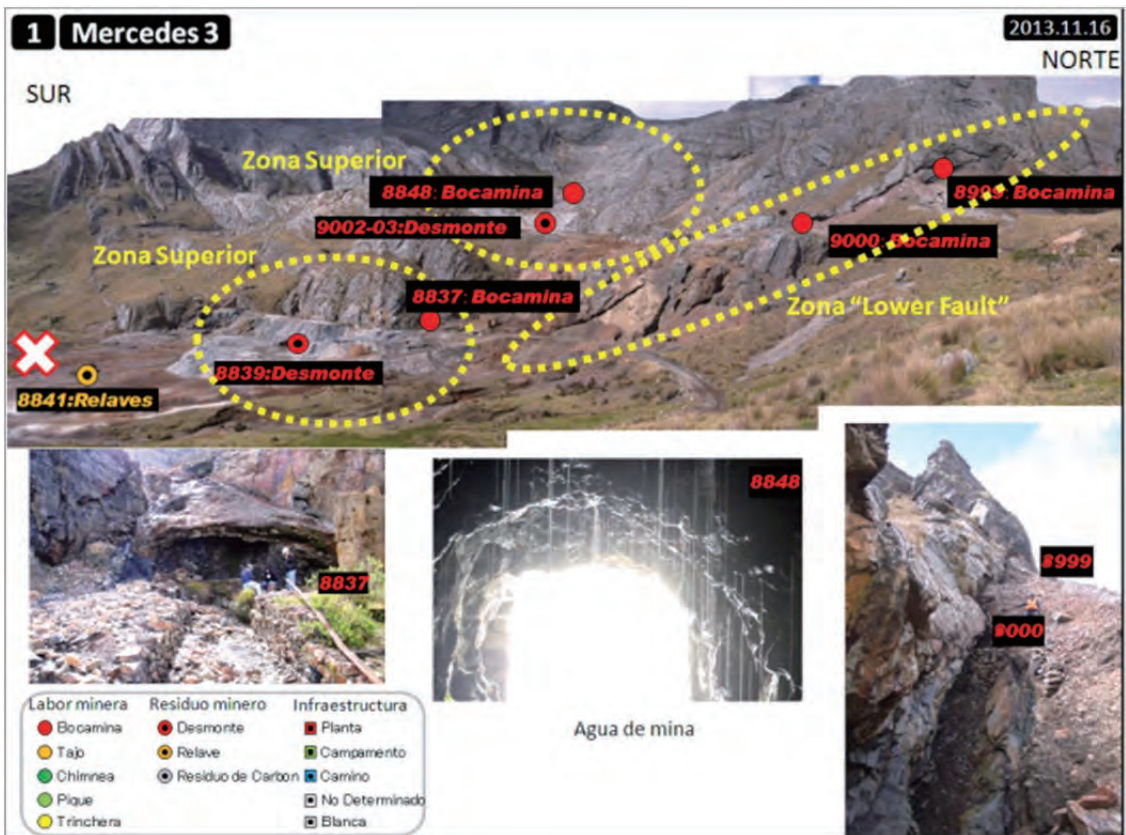 1 Mercedes 3
2013.11.16
NORTE
SUR
Zona Superior
8848: Bocamina
8999: Bocamina
9002-03:Desmonte
9000: Bocamina
Zona Superior
8837: Bocamina
Zona "Lower Fault"
8839:Desmonte
8841:Relaves
8837
8848
8999
9000
Agua de mina
Labor minera
Bocamina
Tajo
Chimnea
Pique
Trinchera
Residuo minero
Desmonte
Relave
Residuo de Carbon
Infraestructura
Planta
Campamento
Camino
No Determinado
Blanca